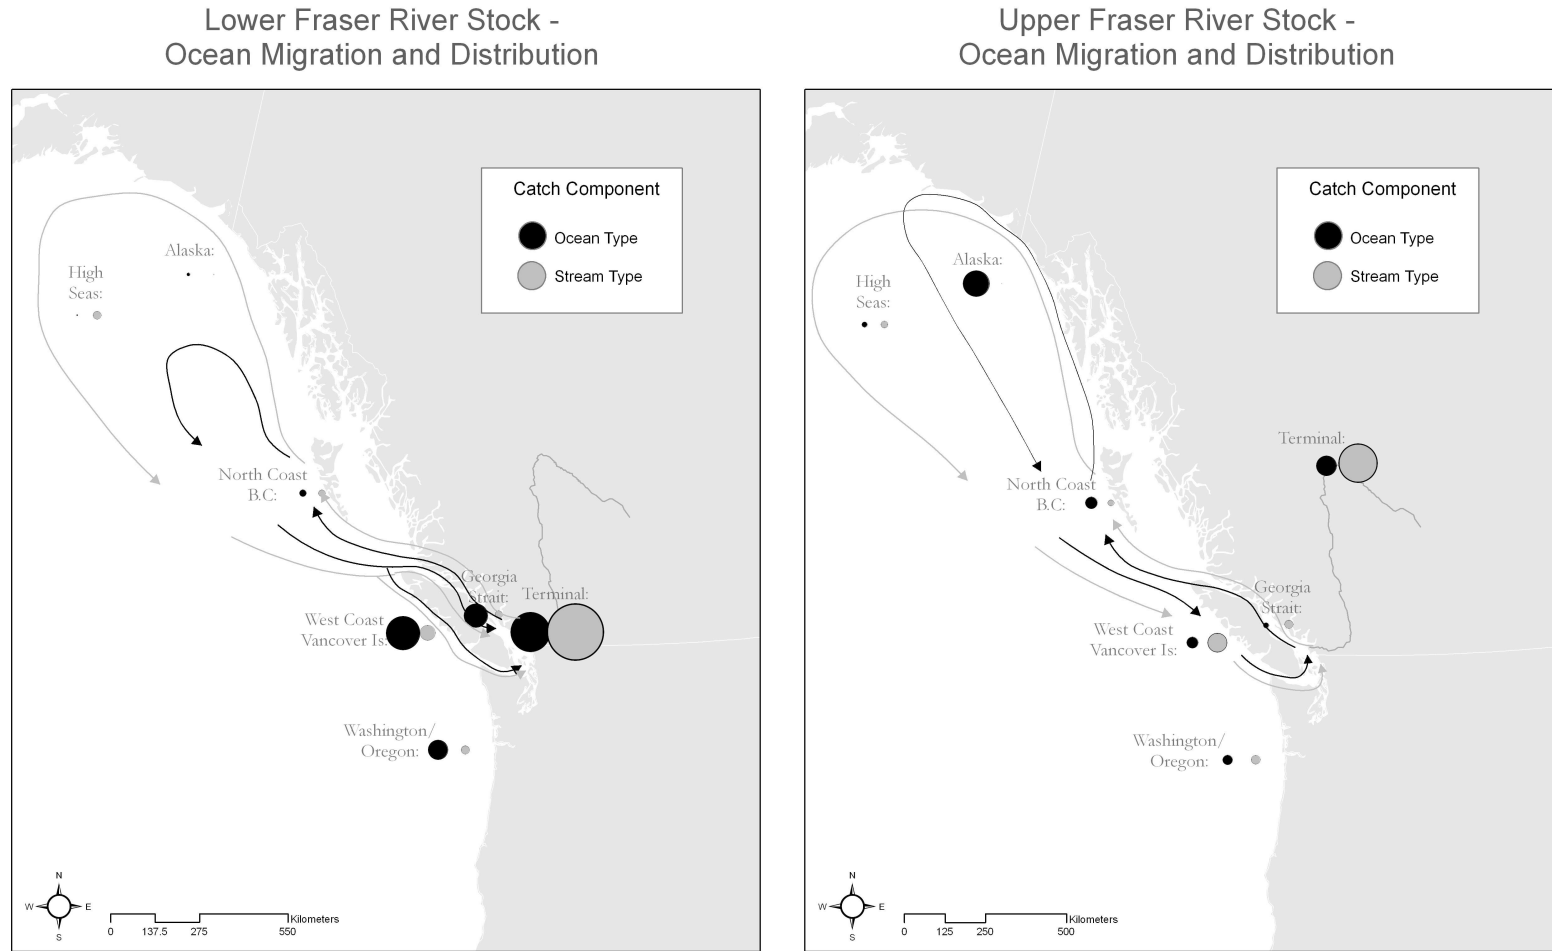 Lower Fraser River Stock -
Ocean Migration and Distribution
Catch Component
Ocean Type
Stream Type
Alaska:
High
Seas:
North Coast
B.C:
Georgia
Strait:
Terminal:
West Coast
Vancover Is:
Washington/
Oregon:
N
W
E
S
Kilometers
0
137.5
275
550
Upper Fraser River Stock -
Ocean Migration and Distribution
Catch Component
Ocean Type
Stream Type
Alaska:
High
Seas:
Terminal:
North Coast
B.C:
Georgia
Strait:
West Coast
Vancover Is:
Washington/
Oregon:
N
W
E
S
Kilometers
0
125
250
500